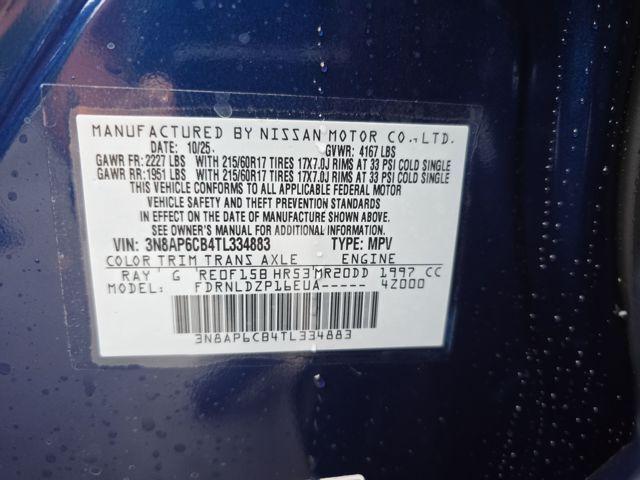 MANUFACTURED BY NISSAN MOTOR CO., LTD.
DATE: 10/25 GVWR: 4167 LBS
GAWR FR: 2227 LBS WITH 215/60R17 TIRES 17X7.0J RIMS AT 33 PSI COLD SINGLE
GAWR RR: 1951 LBS WITH 215/60R17 TIRES 17X7.0J RIMS AT 33 PSI COLD SINGLE
THIS VEHICLE CONFORMS TO ALL APPLICABLE FEDERAL MOTOR
VEHICLE SAFETY AND THEFT PREVENTION STANDARDS
IN EFFECT ON THE DATE OF MANUFACTURE SHOWN ABOVE.
SEE OWNER'S MANUAL FOR ADDITIONAL INFORMATION.
VIN: 3N8AP6CB4TL334883 TYPE: MPV
COLOR TRIM TRANS AXLE ENGINE
RAY G RE0F15B HR53 MR20DD 1997 CC
MODEL: FDRNLDZP16EUA----- 4Z000
3N8AP6CB4TL334883